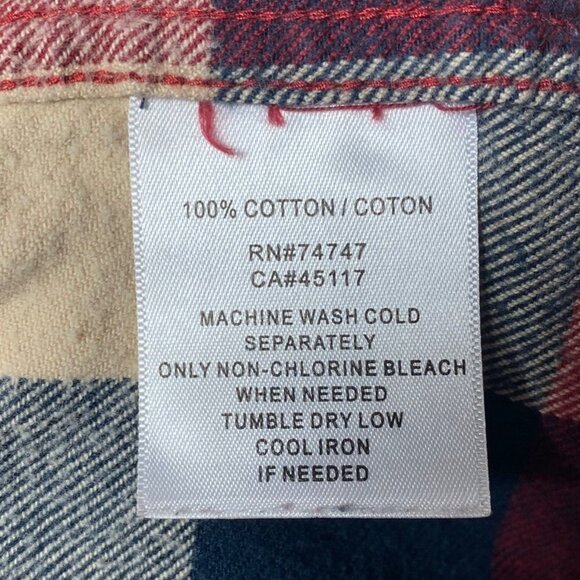 100% COTTON / COTON
RN#74747
CA#45117
MACHINE WASH COLD
SEPARATELY
ONLY NON-CHLORINE BLEACH
WHEN NEEDED
TUMBLE DRY LOW
COOL IRON
IF NEEDED